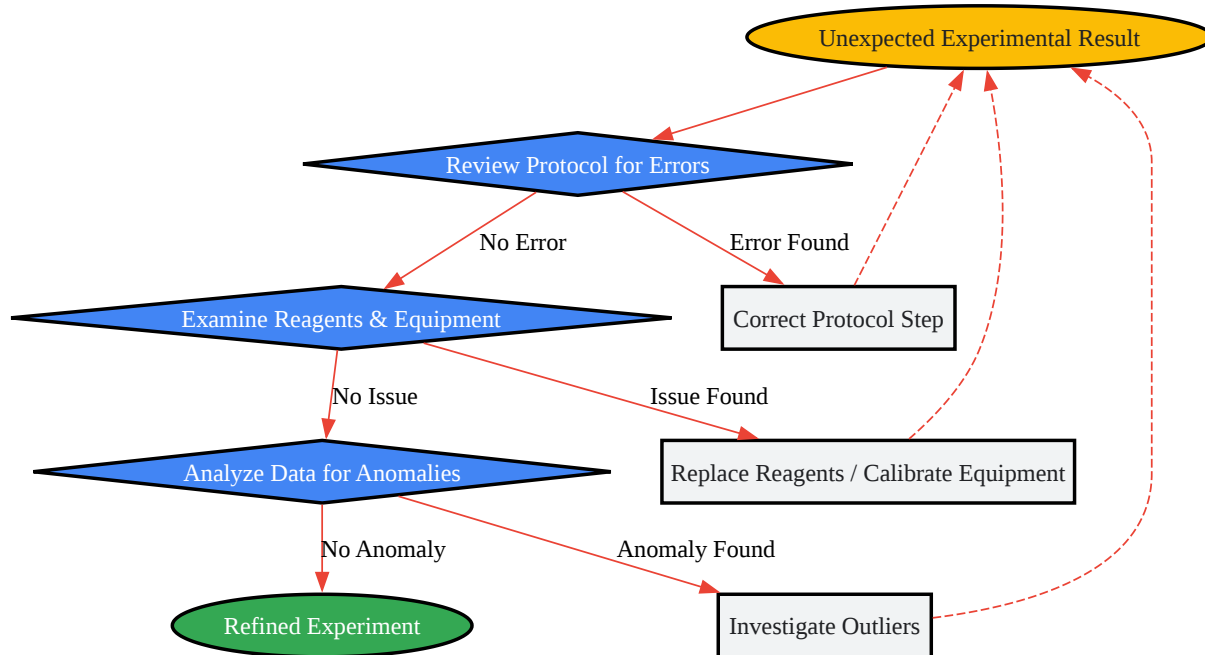 Unexpected Experimental Result
Review Protocol for Errors
No Error
Error Found
Examine Reagents & Equipment
Correct Protocol Step
No Issue
Issue Found
Analyze Data for Anomalies
Replace Reagents / Calibrate Equipment
No Anomaly
Anomaly Found
Refined Experiment
Investigate Outliers